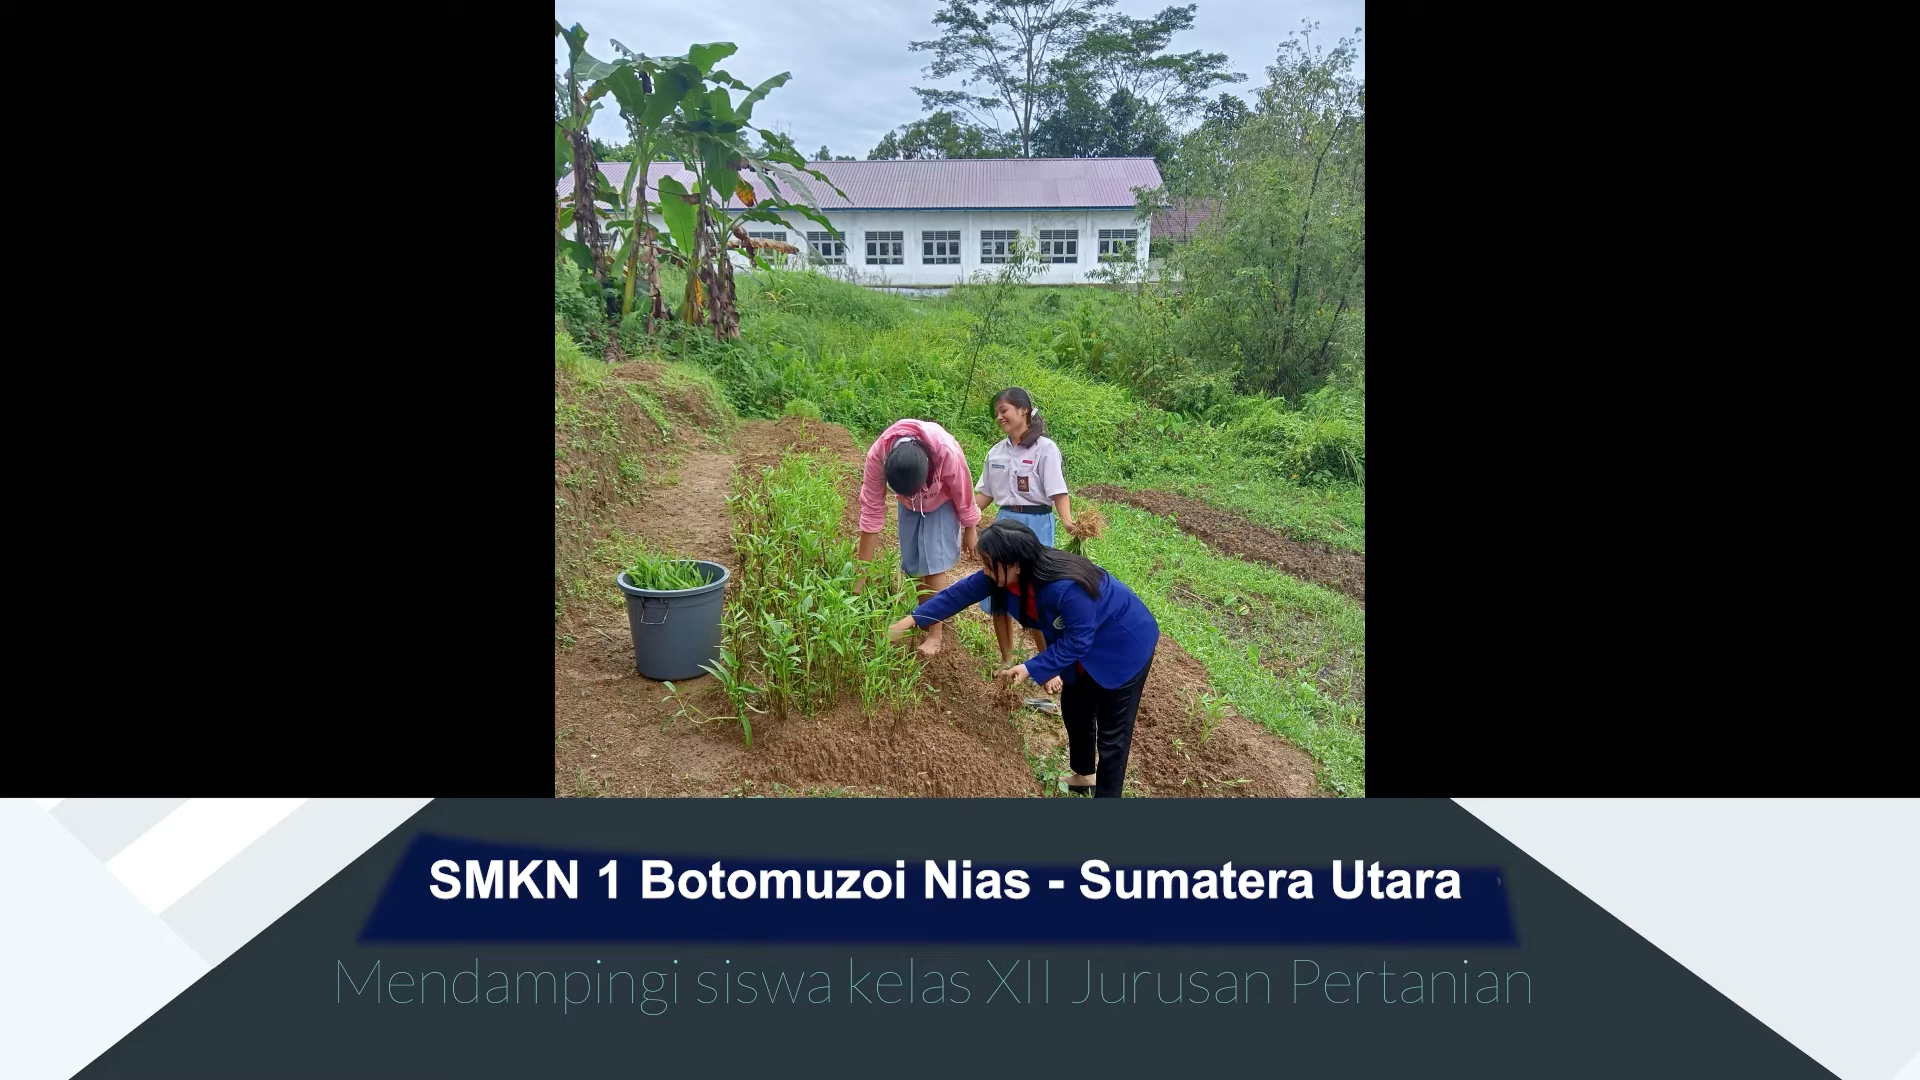 SMKN 1 Botomuzoi Nias - Sumatera Utara
Mendampingi siswa kelas XII Jurusan Pertanian